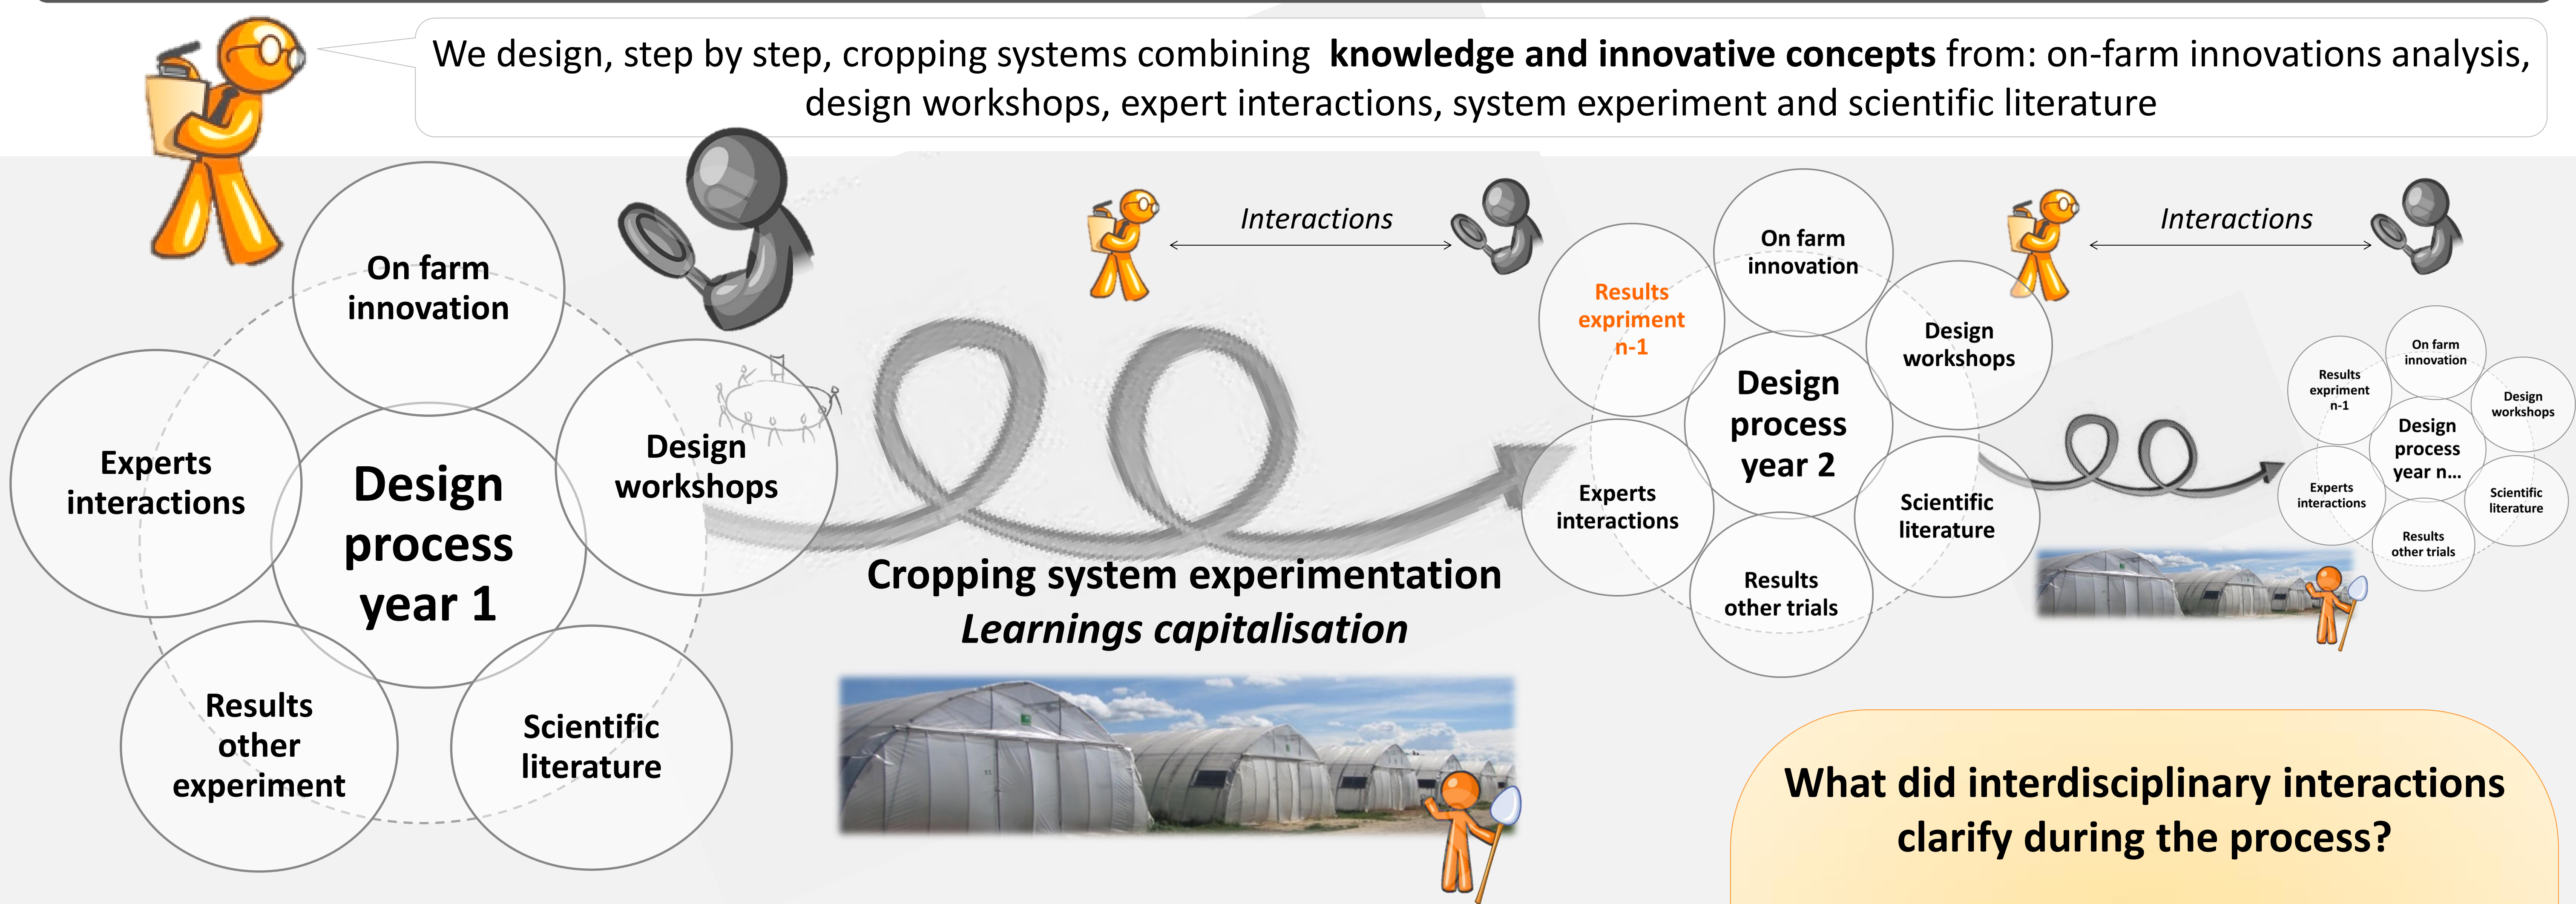 We design, step by step, cropping systems combining knowledge and innovative concepts from: on-farm innovations analysis,
design workshops, expert interactions, system experiment and scientific literature
On farm
innovation
Experts
interactions
Design
process
year 1
Design
workshops
Results
other
experiment
Scientific
literature
Interactions
Cropping system experimentation
Learnings capitalisation
Results
expriment
n-1
On farm
innovation
Design
workshops
Design
process
year 2
Experts
interactions
Scientific
literature
Results
other trials
Interactions
On farm
innovation
Results
expriment
n-1
Design
workshops
Design
process
year n...
Experts
interactions
Scientific
literature
Results
other trials
What did interdisciplinary interactions
clarify during the process?